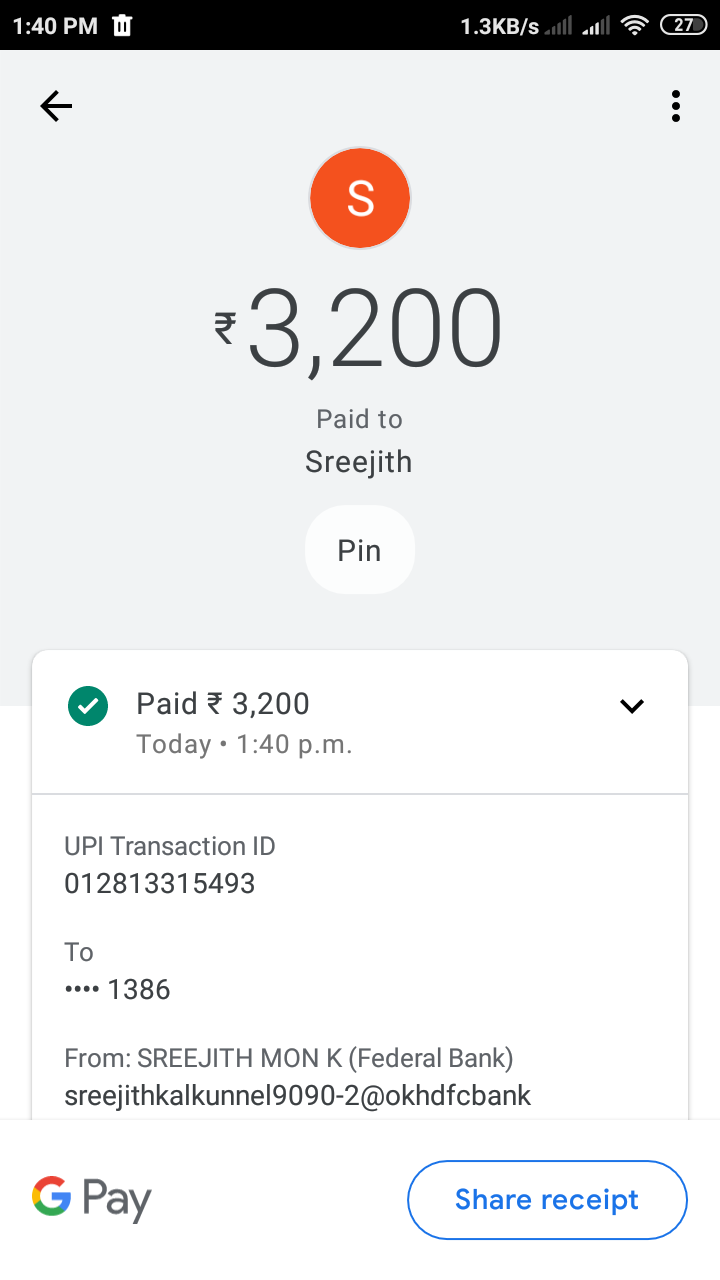 1:40 PM 1.3KB/s 27
S
₹3,200
Paid to
Sreejith
Pin
Paid ₹ 3,200
Today • 1:40 p.m.
UPI Transaction ID
012813315493
To
•••• 1386
From: SREEJITH MON K (Federal Bank)
sreejithkalkunnel9090-2@okhdfcbank
G Pay Share receipt